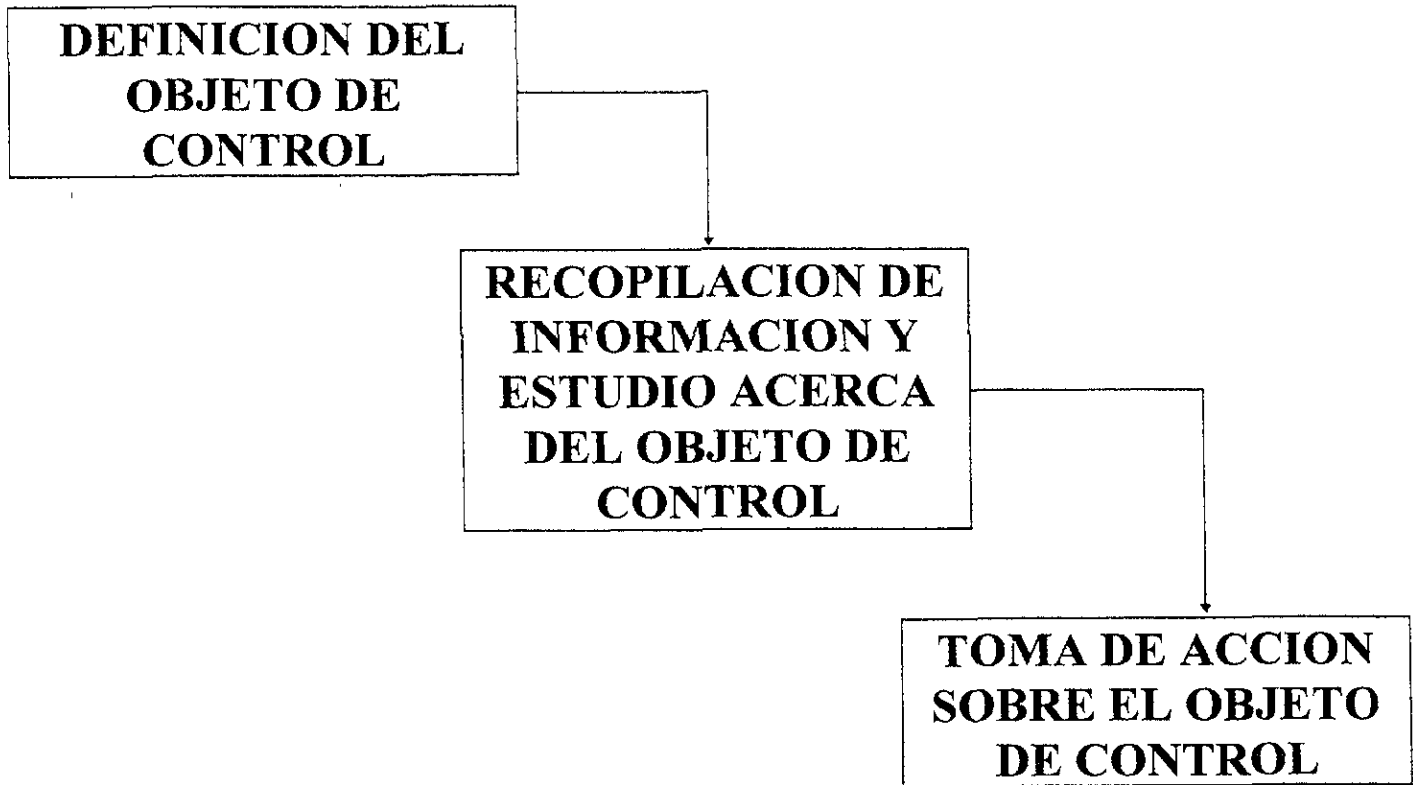 DEFINICION DEL
OBJETO DE
CONTROL
RECOPILACION DE
INFORMACION Y
ESTUDIO ACERCA
DEL OBJETO DE
CONTROL
TOMA DE ACCION
SOBRE EL OBJETO
DE CONTROL